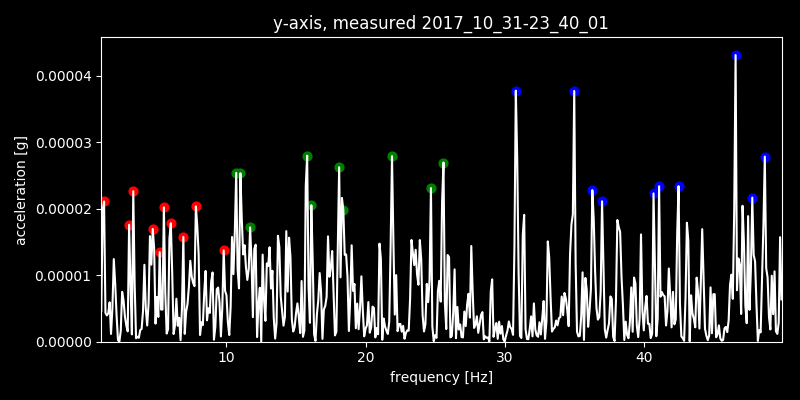 y-axis, measured 2017_10_31-23_40_01
0.00004
0.00003
0.00002
0.00001
0.00000
acceleration [g]
10 20 30 40
frequency [Hz]